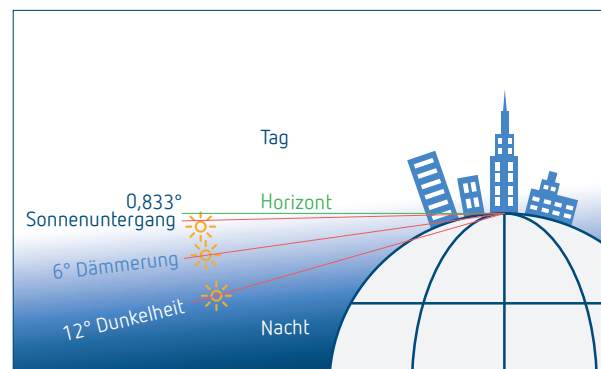 Tag
0,833°
Horizont
Sonnenuntergang
6° Dämmerung
12° Dunkelheit
Nacht